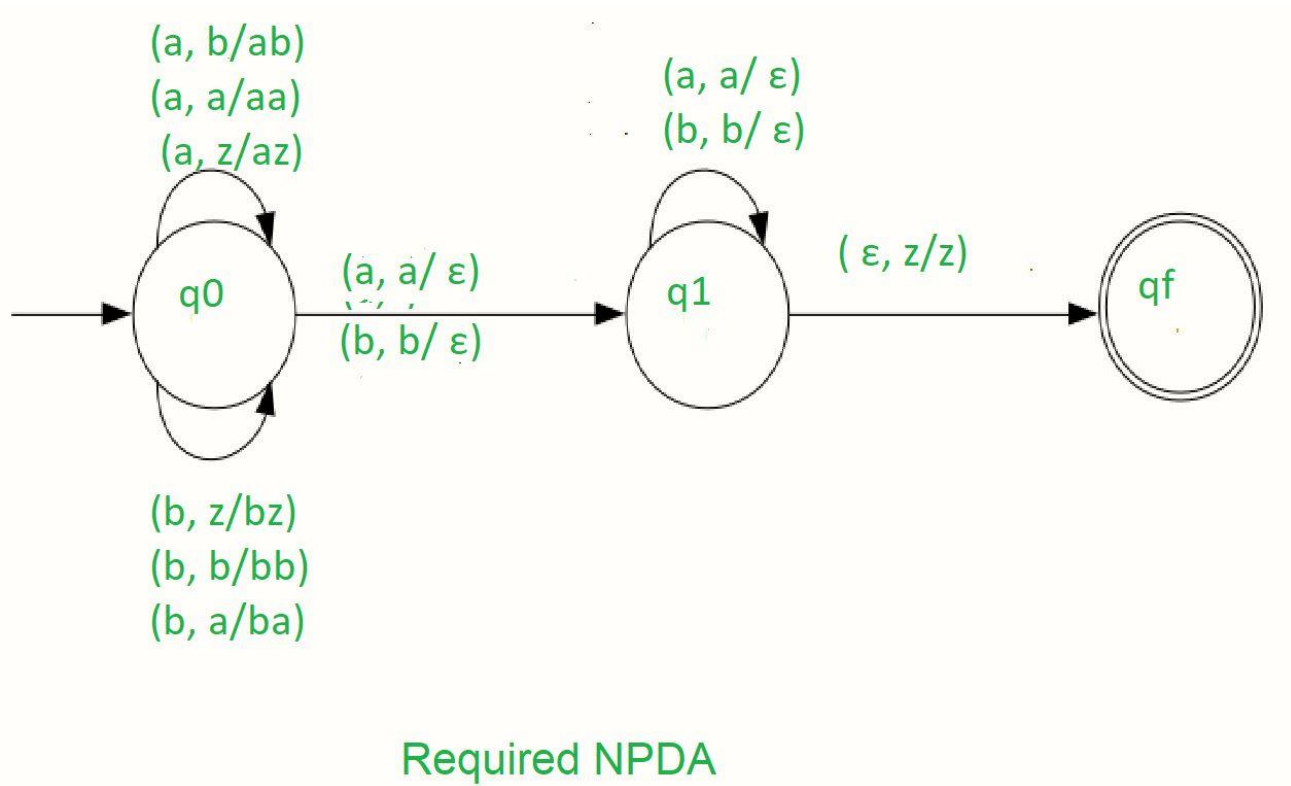 (a, b/ab)
(a, a/aa)
(a, z/az)
(a, a/ ε)
(b, b/ ε)
( ε, z/z)
(a, a/ ε)
(b, b/ ε)
q0
q1
qf
(b, z/bz)
(b, b/bb)
(b, a/ba)
Required NPDA